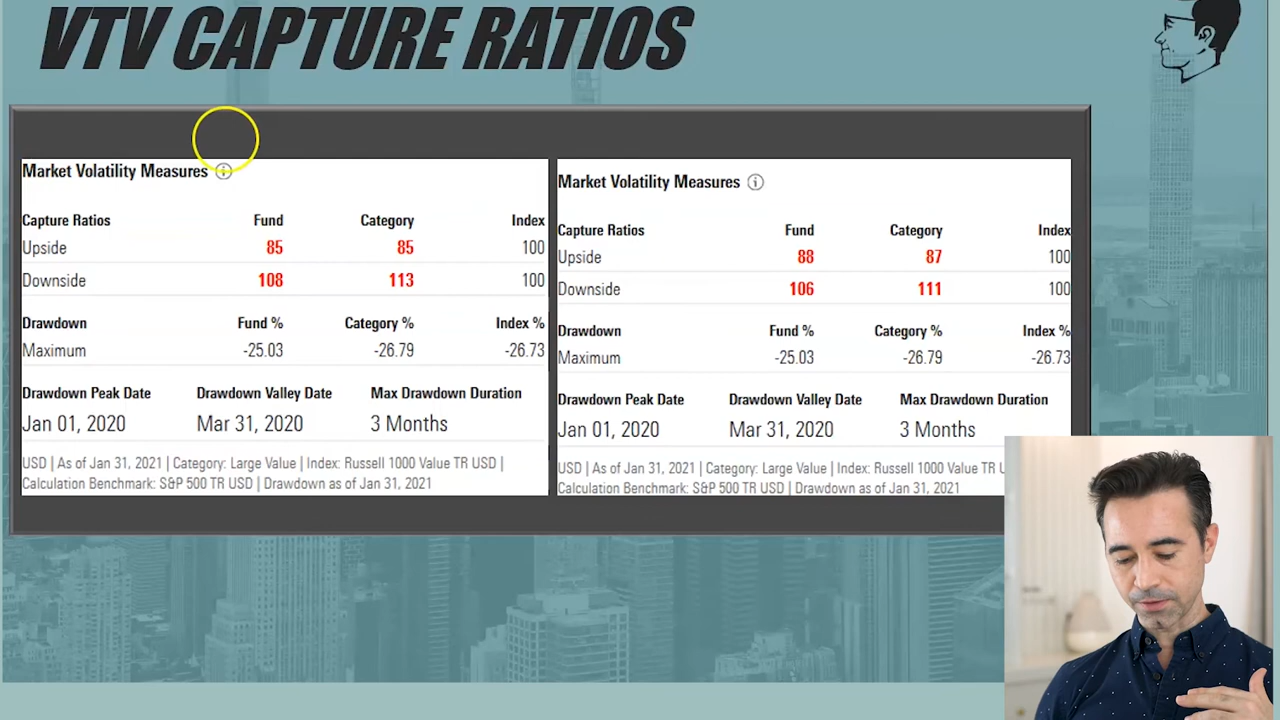 VTV CAPTURE RATIOS
Market Volatility Measures
Capture Ratios Fund Category Index
Upside 85 85 100
Downside 108 113 100
Drawdown Fund % Category % Index %
Maximum -25.03 -26.79 -26.73
Drawdown Peak Date Drawdown Valley Date Max Drawdown Duration
Jan 01, 2020 Mar 31, 2020 3 Months
USD | As of Jan 31, 2021 | Category: Large Value | Index: Russell 1000 Value TR USD |
Calculation Benchmark: S&P 500 TR USD | Drawdown as of Jan 31, 2021
Market Volatility Measures
Capture Ratios Fund Category Index
Upside 88 87 100
Downside 106 111 100
Drawdown Fund % Category % Index %
Maximum -25.03 -26.79 -26.73
Drawdown Peak Date Drawdown Valley Date Max Drawdown Duration
Jan 01, 2020 Mar 31, 2020 3 Months
USD | As of Jan 31, 2021 | Category: Large Value | Index: Russell 1000 Value TR
Calculation Benchmark: S&P 500 TR USD | Drawdown as of Jan 31, 2021